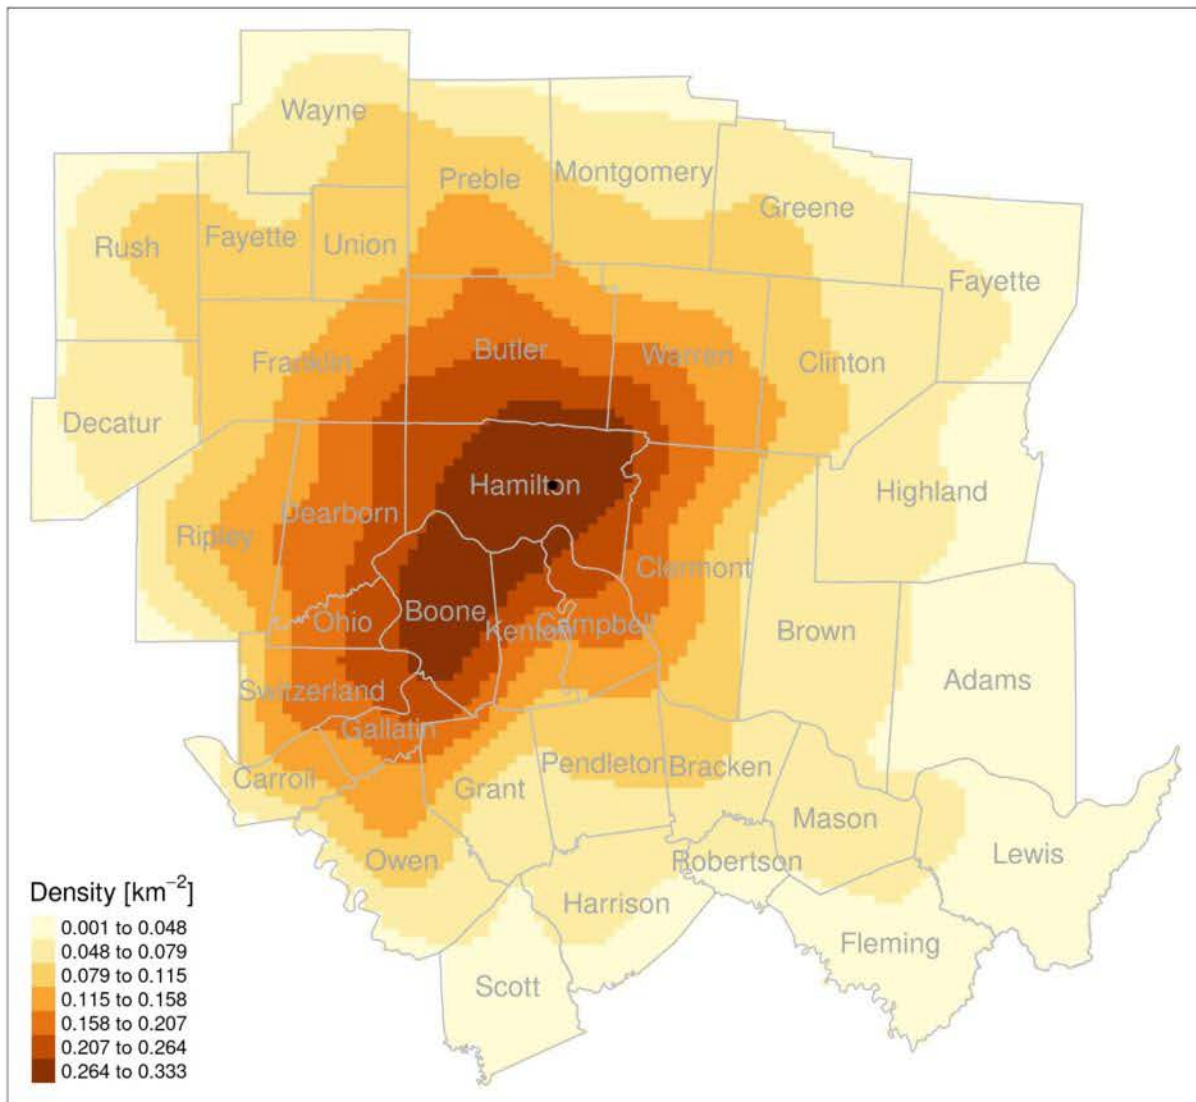 Wayne
Montgomery
Preble
Greene
Rush
Fayette
Union
Fayette
Butler
Warren
Franklin
Clinton
Decatur
Hamilton
Highland
Dearborn
Ripley
Clermont
Boone
Ohio
Kenton
Campbell
Brown
Adams
Switzerland
Gallatin
Carroll
Grant
Pendleton
Bracken
Mason
Owen
Robertson
Lewis
Harrison
Fleming
Scott
Density [km⁻²]
0.001 to 0.048
0.048 to 0.079
0.079 to 0.115
0.115 to 0.158
0.158 to 0.207
0.207 to 0.264
0.264 to 0.333